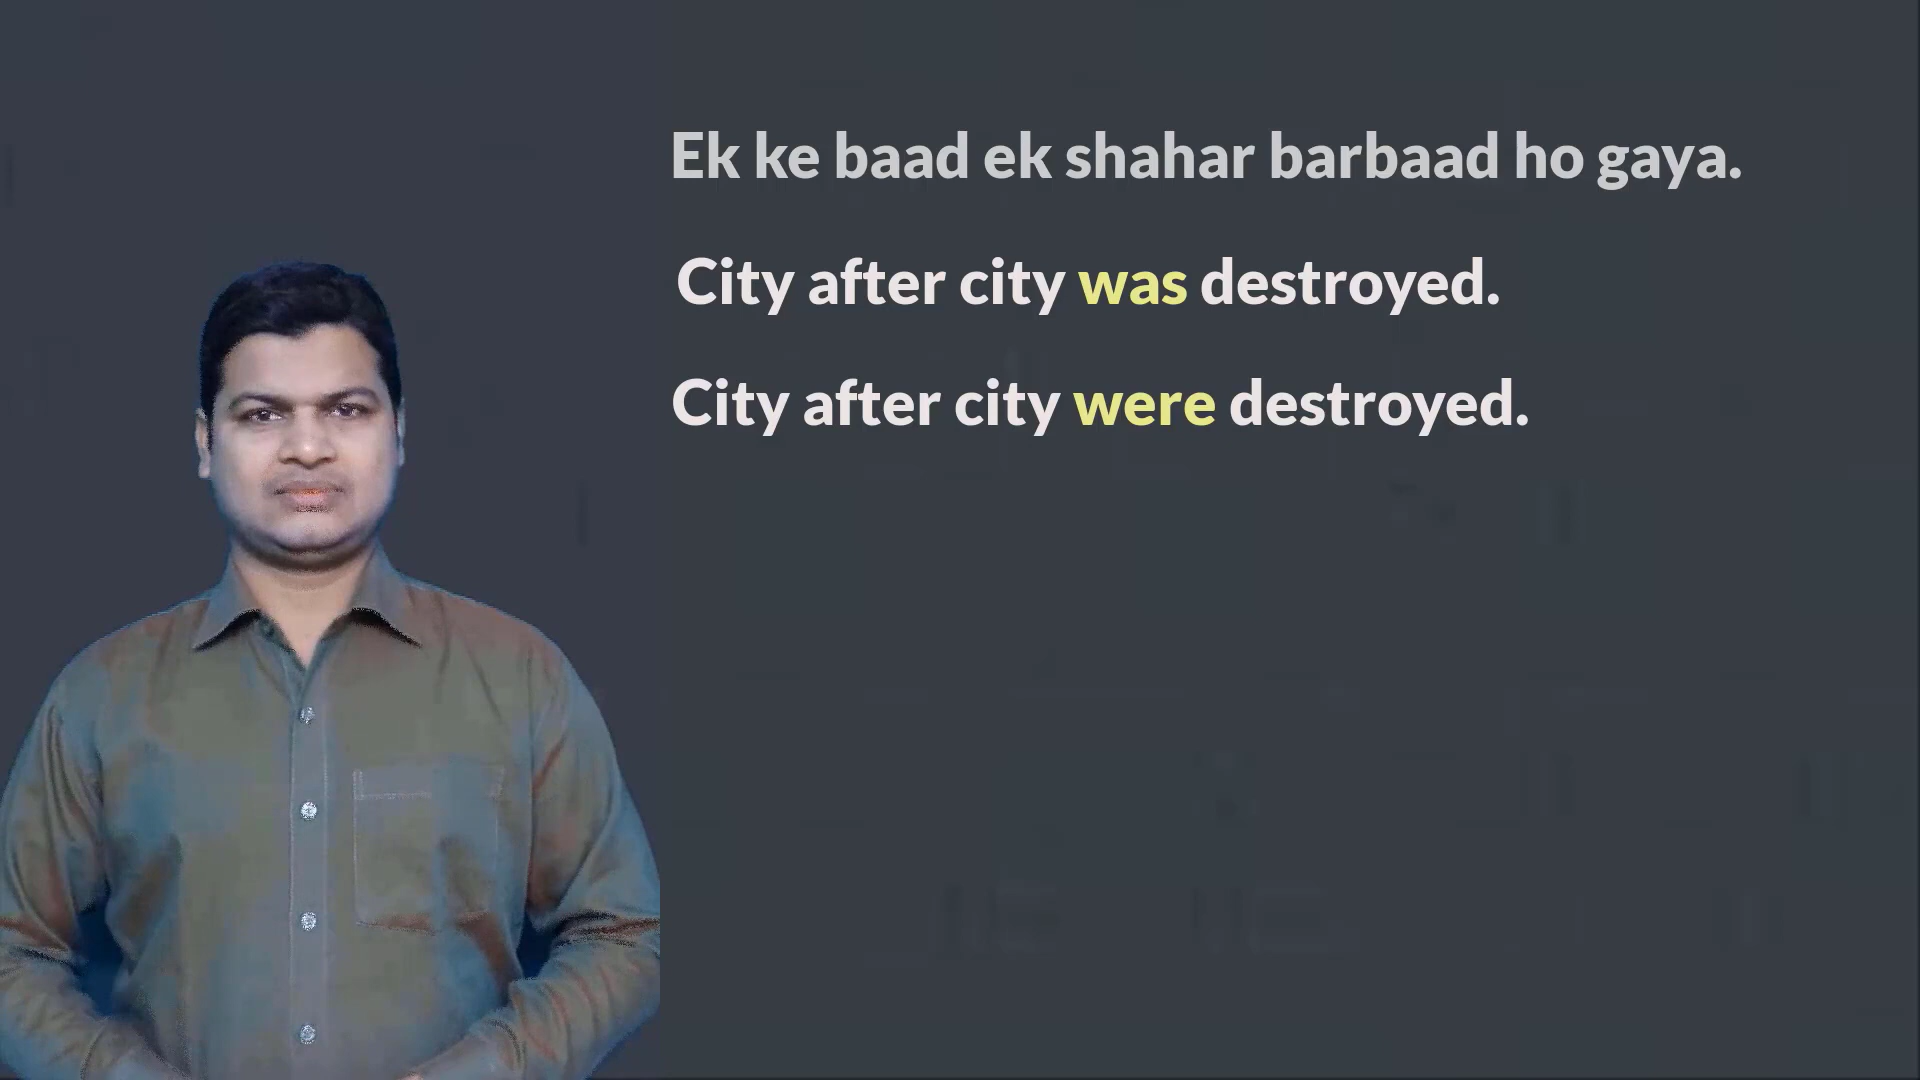 Ek ke baad ek shahar barbaad ho gaya.
City after city was destroyed.
City after city were destroyed.